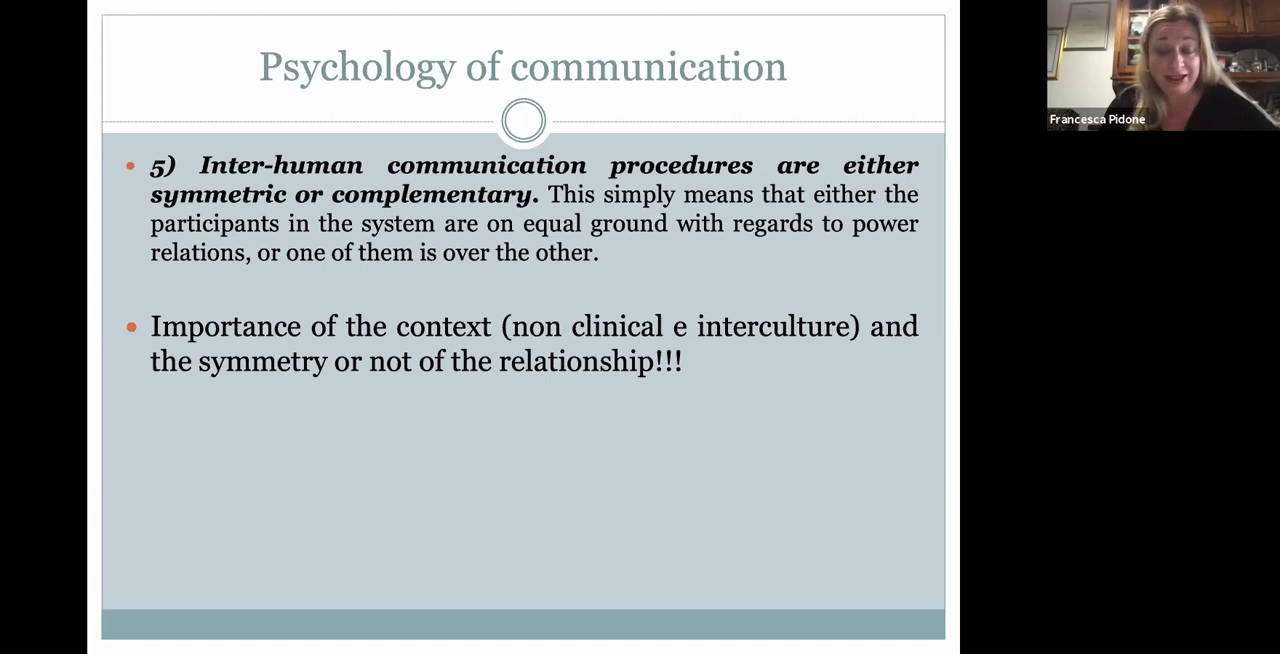 Psychology of communication
5) Inter-human communication procedures are either
symmetric or complementary. This simply means that either the
participants in the system are on equal ground with regards to power
relations, or one of them is over the other.
Importance of the context (non clinical e interculture) and
the symmetry or not of the relationship!!!
Francesca Pidone